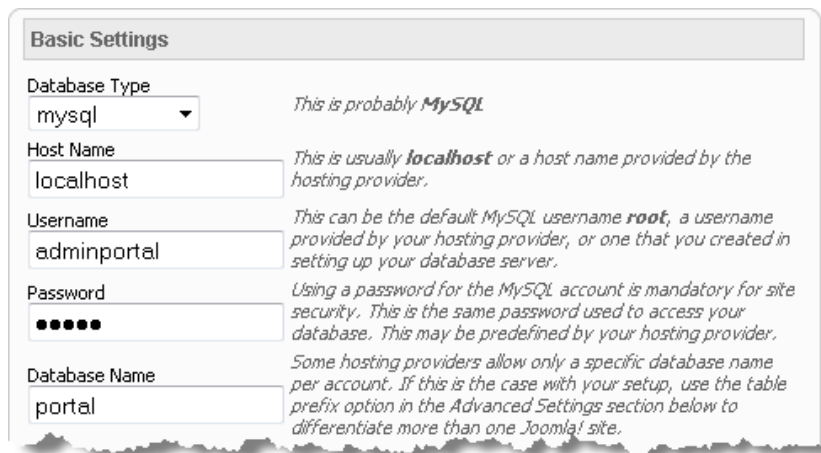 Basic Settings
Database Type
mysql
This is probably MySQL
Host Name
localhost
This is usually localhost or a host name provided by the
hosting provider.
Username
adminportal
This can be the default MySQL username root, a username
provided by your hosting provider, or one that you created in
setting up your database server.
Password
●●●●●
Using a password for the MySQL account is mandatory for site
security. This is the same password used to access your
database. This may be predefined by your hosting provider.
Database Name
portal
Some hosting providers allow only a specific database name
per account. If this is the case with your setup, use the table
prefix option in the Advanced Settings section below to
differentiate more than one Joomla! site.